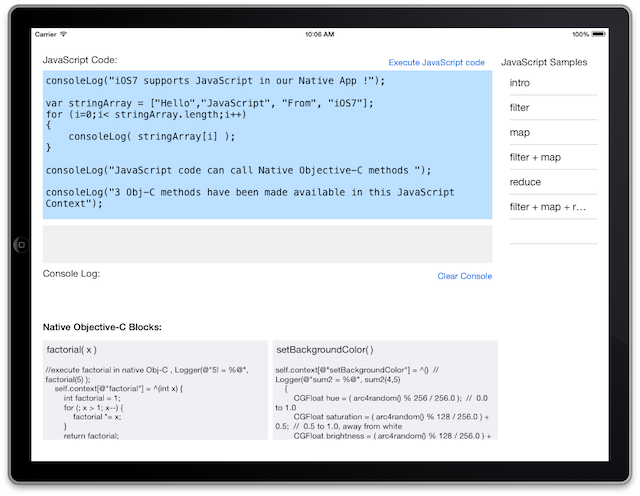 Carrier 10:06 AM 100%
JavaScript Code: Execute JavaScript code
consoleLog("iOS7 supports JavaScript in our Native App !");
var stringArray = ["Hello","JavaScript", "From", "iOS7"];
for (i=0;i< stringArray.length;i++)
{
consoleLog( stringArray[i] );
}
consoleLog("JavaScript code can call Native Objective-C methods ");
consoleLog("3 Obj-C methods have been made available in this JavaScript
Context");
JavaScript Samples
intro
filter
map
filter + map
reduce
filter + map + r…
Console Log: Clear Console
Native Objective-C Blocks:
factorial( x )
//execute factorial in native Obj-C , Logger(@"5! = %@",
factorial(5) );
self.context[@"factorial"] = ^(int x) {
int factorial = 1;
for (; x > 1; x--) {
factorial *= x;
}
return factorial;
setBackgroundColor( )
self.context[@"setBackgroundColor"] = ^() //
Logger(@"sum2 = %@", sum2(4,5)
{
CGFloat hue = ( arc4random() % 256 / 256.0 ); // 0.0
to 1.0
CGFloat saturation = ( arc4random() % 128 / 256.0 ) +
0.5; // 0.5 to 1.0, away from white
CGFloat brightness = ( arc4random() % 128 / 256.0 ) +